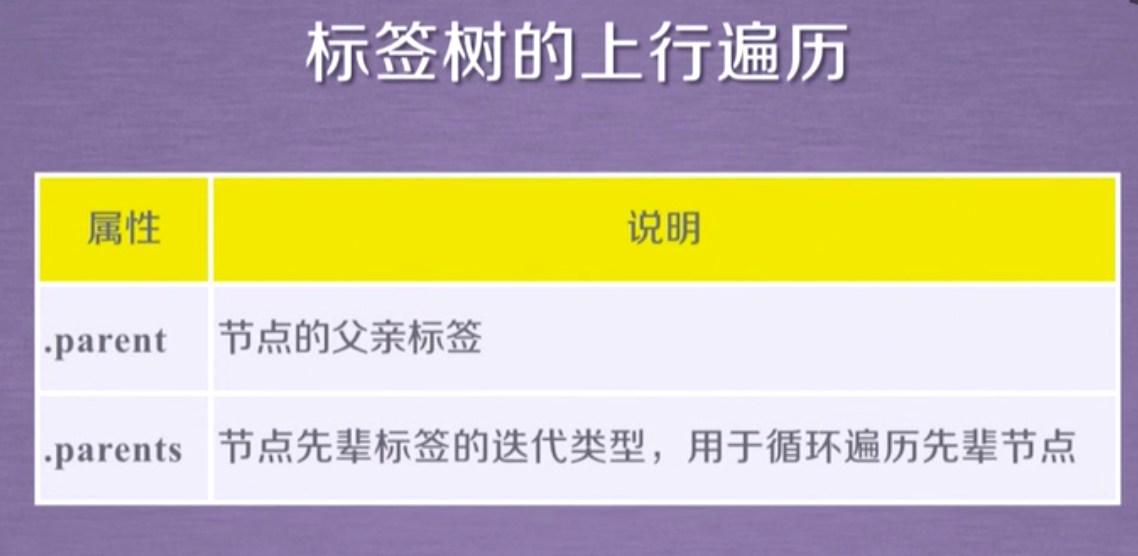 标签树的上行遍历
属性 说明
.parent 节点的父亲标签
.parents 节点先辈标签的迭代类型，用于循环遍历先辈节点